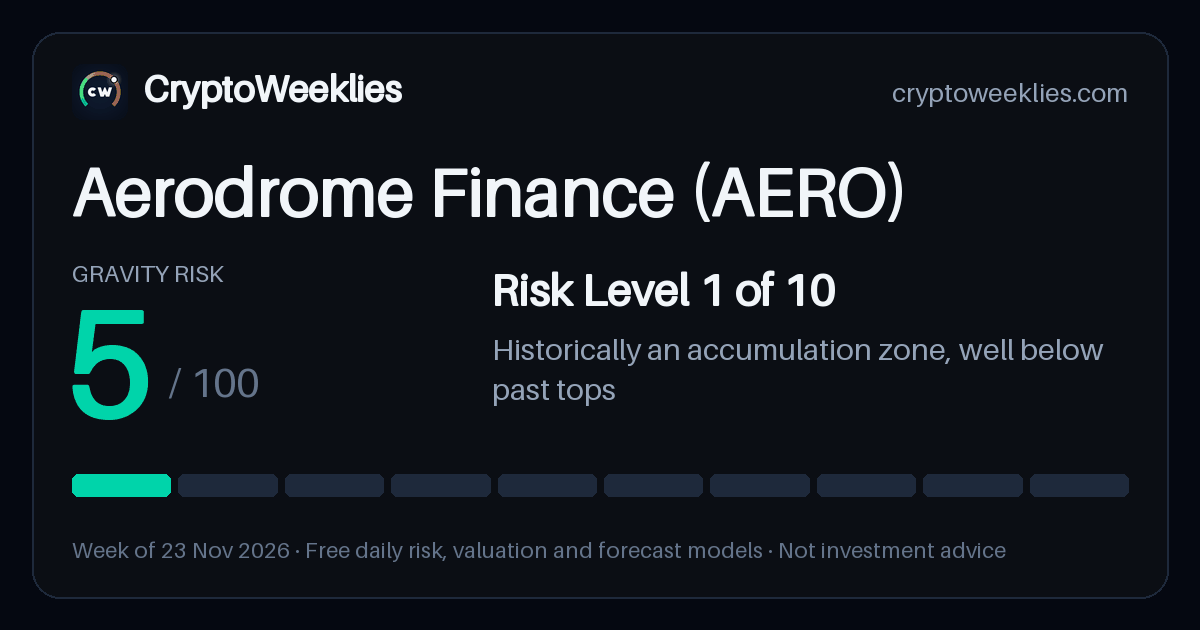 CW
CryptoWeeklies
cryptoweeklies.com
Aerodrome Finance (AERO)
GRAVITY RISK
5 / 100
Risk Level 1 of 10
Historically an accumulation zone, well below
past tops
Week of 23 Nov 2026 · Free daily risk, valuation and forecast models · Not investment advice